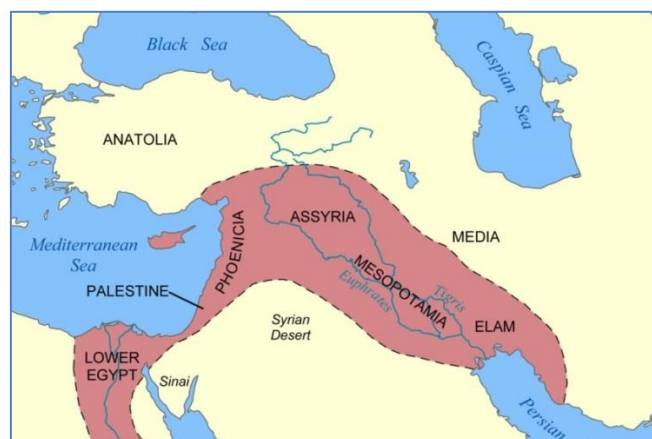 Black Sea
Caspian Sea
ANATOLIA
ASSYRIA
MEDIA
PHOENICIA
Mediterranean
Sea
MESOPOTAMIA
Tigris
Euphrates
PALESTINE
ELAM
Syrian
Desert
LOWER
EGYPT
Sinai
Persian